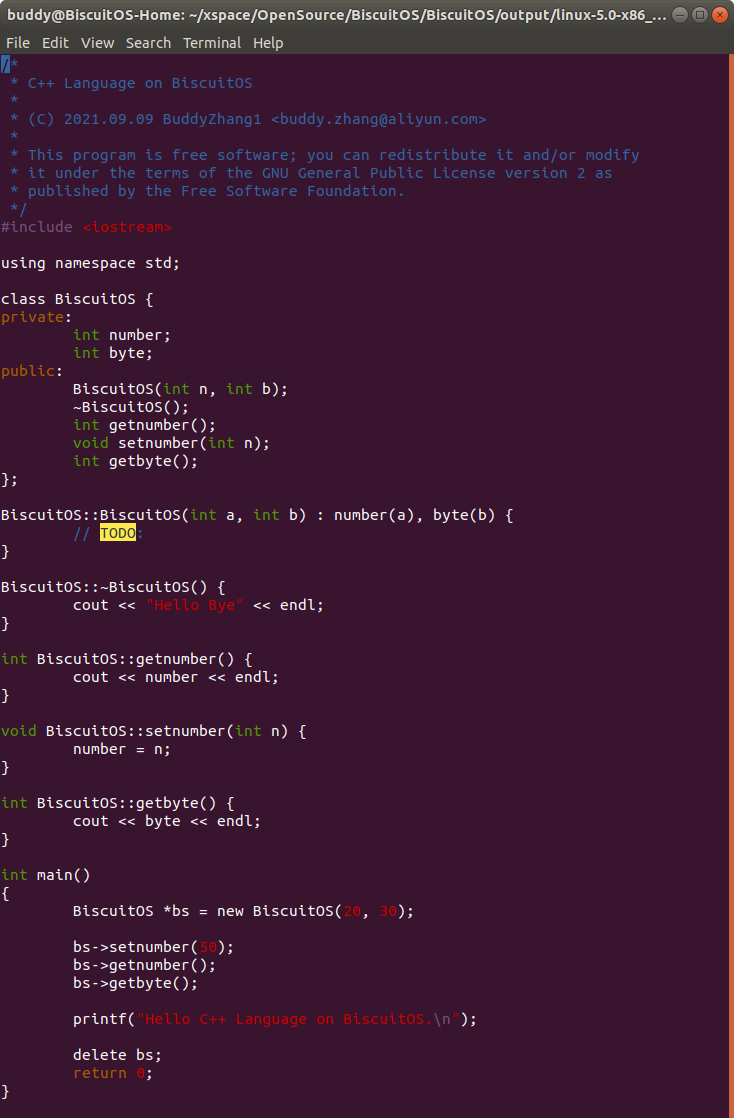 buddy@BiscuitOS-Home: ~/xspace/OpenSource/BiscuitOS/BiscuitOS/output/linux-5.0-x86_...
File Edit View Search Terminal Help
/*
 * C++ Language on BiscuitOS
 *
 * (C) 2021.09.09 BuddyZhang1 <buddy.zhang@aliyun.com>
 *
 * This program is free software; you can redistribute it and/or modify
 * it under the terms of the GNU General Public License version 2 as
 * published by the Free Software Foundation.
 */
#include <iostream>

using namespace std;

class BiscuitOS {
private:
        int number;
        int byte;
public:
        BiscuitOS(int n, int b);
        ~BiscuitOS();
        int getnumber();
        void setnumber(int n);
        int getbyte();
};

BiscuitOS::BiscuitOS(int a, int b) : number(a), byte(b) {
        // TODO:
}

BiscuitOS::~BiscuitOS() {
        cout << "Hello Bye" << endl;
}

int BiscuitOS::getnumber() {
        cout << number << endl;
}

void BiscuitOS::setnumber(int n) {
        number = n;
}

int BiscuitOS::getbyte() {
        cout << byte << endl;
}

int main()
{
        BiscuitOS *bs = new BiscuitOS(20, 30);

        bs->setnumber(50);
        bs->getnumber();
        bs->getbyte();

        printf("Hello C++ Language on BiscuitOS.\n");

        delete bs;
        return 0;
}